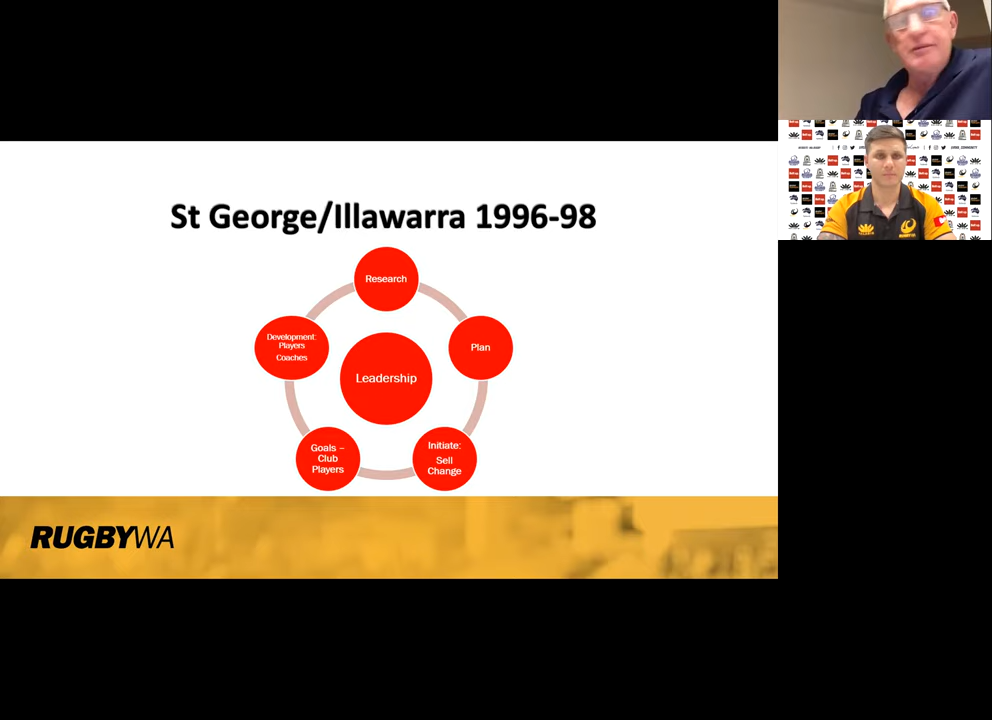 St George/Illawarra 1996-98
Research
Development:
Players
Coaches
Plan
Leadership
Goals –
Club
Players
Initiate:
Sell
Change
RUGBYWA